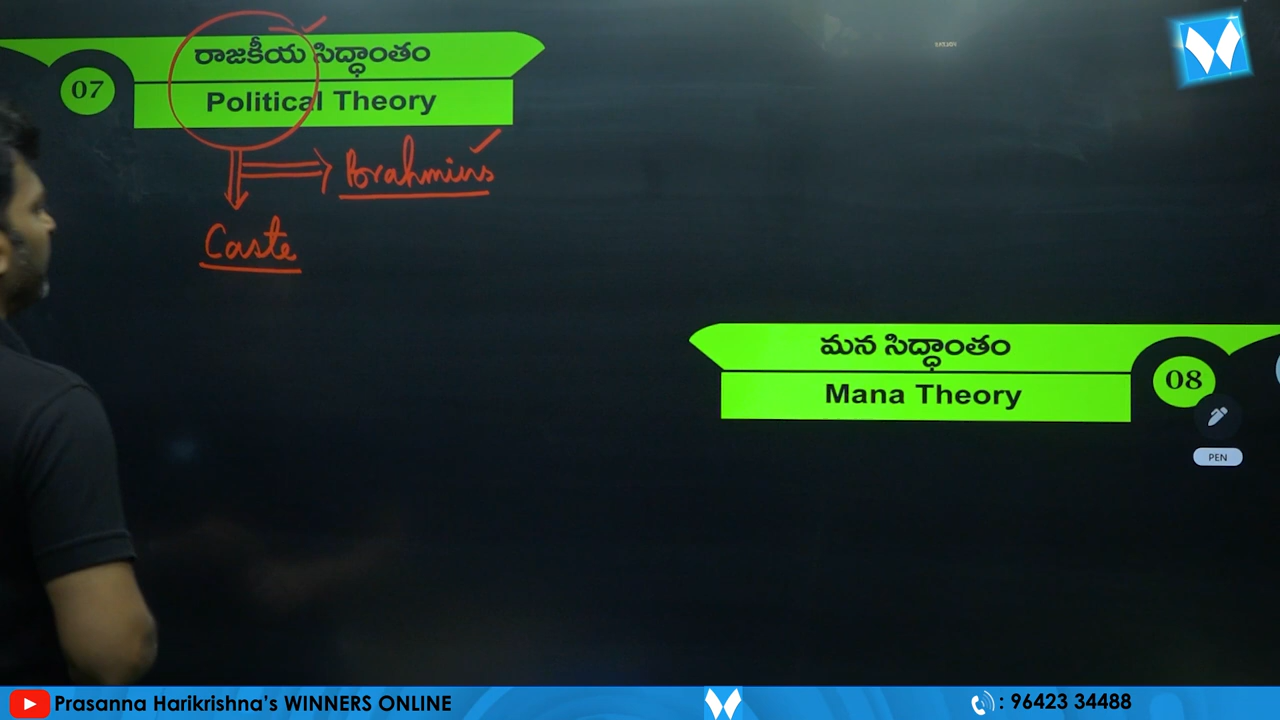 రాజకీయ సిద్ధాంతం
07
Political Theory
Brahmins
Caste
మన సిద్ధాంతం
08
Mana Theory
PEN
Prasanna Harikrishna's WINNERS ONLINE
: 96423 34488